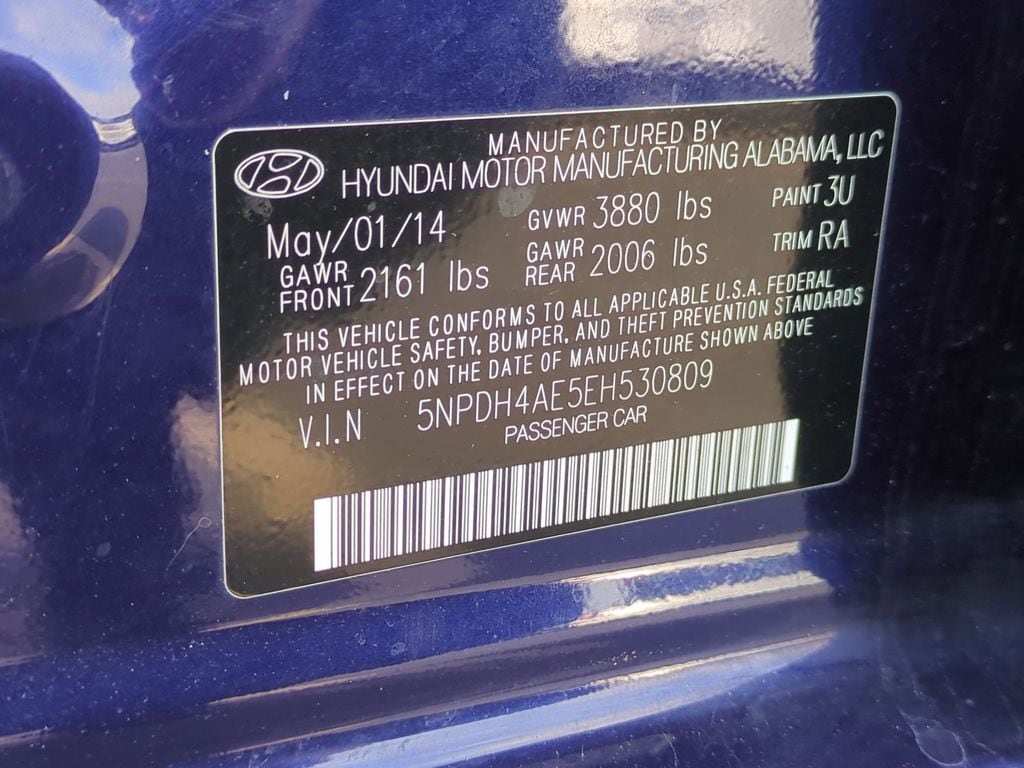 MANUFACTURED BY
HYUNDAI MOTOR MANUFACTURING ALABAMA, LLC
May/01/14 GVWR 3880 lbs PAINT 3U
GAWR FRONT 2161 lbs GAWR REAR 2006 lbs TRIM RA
THIS VEHICLE CONFORMS TO ALL APPLICABLE U.S.A. FEDERAL
MOTOR VEHICLE SAFETY, BUMPER, AND THEFT PREVENTION STANDARDS
IN EFFECT ON THE DATE OF MANUFACTURE SHOWN ABOVE
V.I.N 5NPDH4AE5EH530809
PASSENGER CAR